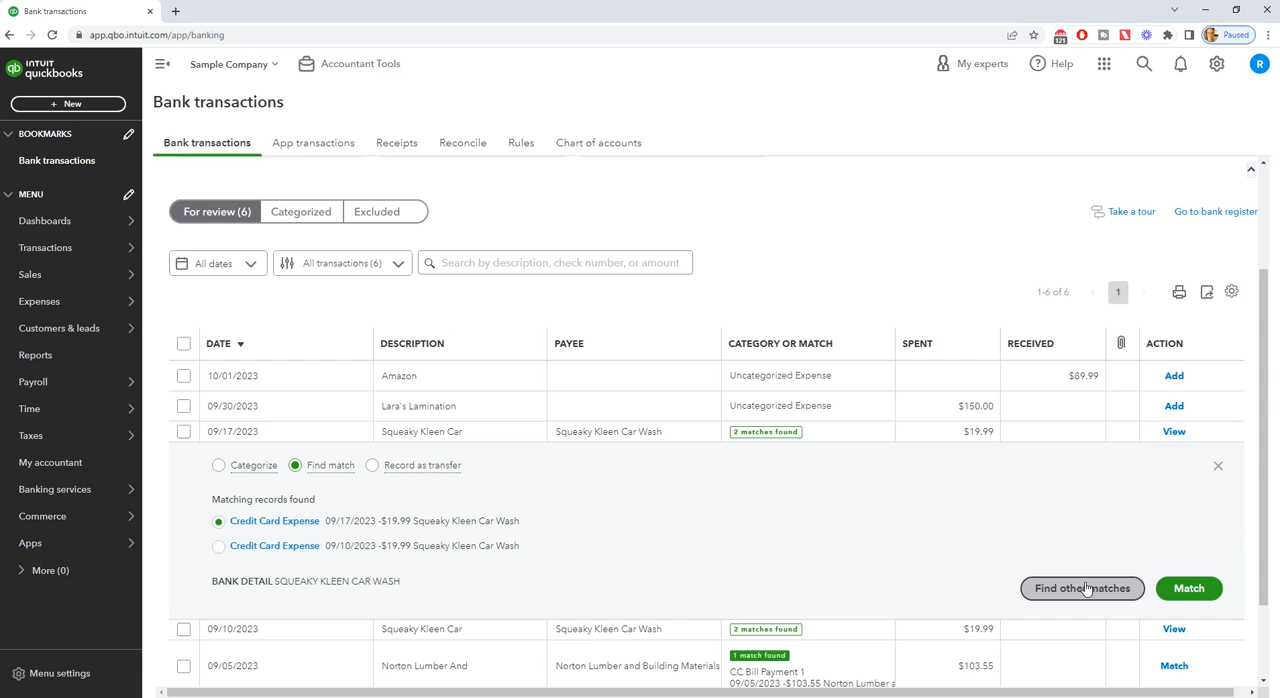 Bank transactions
app.qbo.intuit.com/app/banking
121
Paused
INTUIT
quickbooks
Sample Company
Accountant Tools
My experts
Help
R
+ New
BOOKMARKS
Bank transactions
MENU
Dashboards
Transactions
Sales
Expenses
Customers & leads
Reports
Payroll
Time
Taxes
My accountant
Banking services
Commerce
Apps
More (0)
Menu settings
Bank transactions
Bank transactions App transactions Receipts Reconcile Rules Chart of accounts
For review (6) Categorized Excluded
Take a tour Go to bank register
All dates All transactions (6) Search by description, check number, or amount
1-6 of 6 1
DATE DESCRIPTION PAYEE CATEGORY OR MATCH SPENT RECEIVED ACTION
10/01/2023 Amazon Uncategorized Expense $89.99 Add
09/30/2023 Lara's Lamination Uncategorized Expense $150.00 Add
09/17/2023 Squeaky Kleen Car Squeaky Kleen Car Wash 2 matches found $19.99 View
Categorize Find match Record as transfer
Matching records found
Credit Card Expense 09/17/2023 -$19.99 Squeaky Kleen Car Wash
Credit Card Expense 09/10/2023 -$19.99 Squeaky Kleen Car Wash
BANK DETAIL SQUEAKY KLEEN CAR WASH
Find other matches Match
09/10/2023 Squeaky Kleen Car Squeaky Kleen Car Wash 2 matches found $19.99 View
09/05/2023 Norton Lumber And Norton Lumber and Building Materials 1 match found $103.55 Match
CC Bill Payment 1
09/05/2023 -$103.55 Norton Lumber a